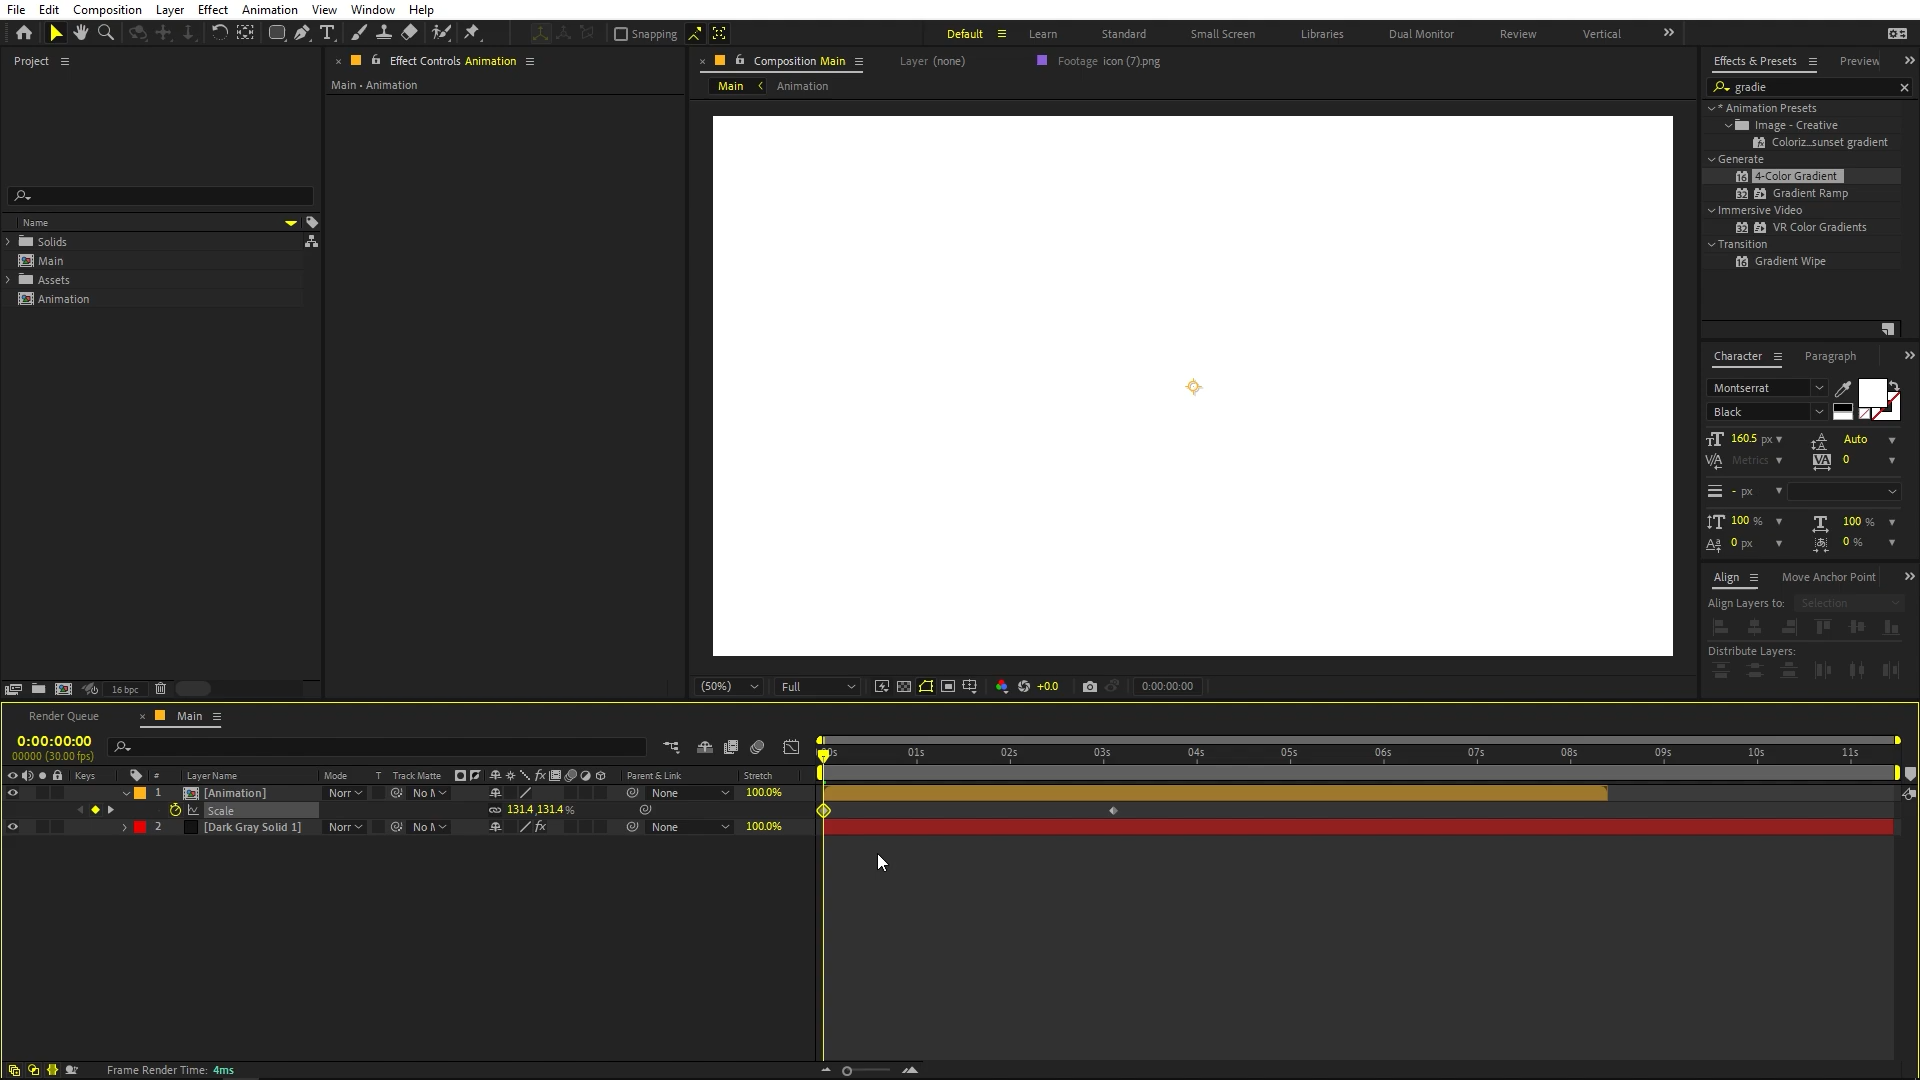 File Edit Composition Layer Effect Animation View Window Help
Snapping Default Learn Standard Small Screen Libraries Dual Monitor Review Vertical
Project
Effect Controls Animation
Composition Main Layer (none) Footage icon (7).png
Effects & Presets Preview
Main • Animation
Main Animation
gradie
* Animation Presets
Image - Creative
Coloriz...sunset gradient
Generate
4-Color Gradient
Gradient Ramp
Immersive Video
VR Color Gradients
Transition
Gradient Wipe
Name
Solids
Main
Assets
Animation
Character Paragraph
Montserrat
Black
160.5 px Auto
Metrics 0
- px
100 % 100 %
0 px 0 %
Align Move Anchor Point
Align Layers to: Selection
Distribute Layers:
16 bpc
(50%) Full +0.0 0:00:00:00
Render Queue Main
0:00:00:00
00000 (30.00 fps)
01s 02s 03s 04s 05s 06s 07s 08s 09s 10s 11s
Keys # Layer Name Mode T Track Matte Parent & Link Stretch
1 [Animation] Norr No M None 100.0%
Scale 131.4,131.4 %
2 [Dark Gray Solid 1] Norr No M None 100.0%
Frame Render Time: 4ms